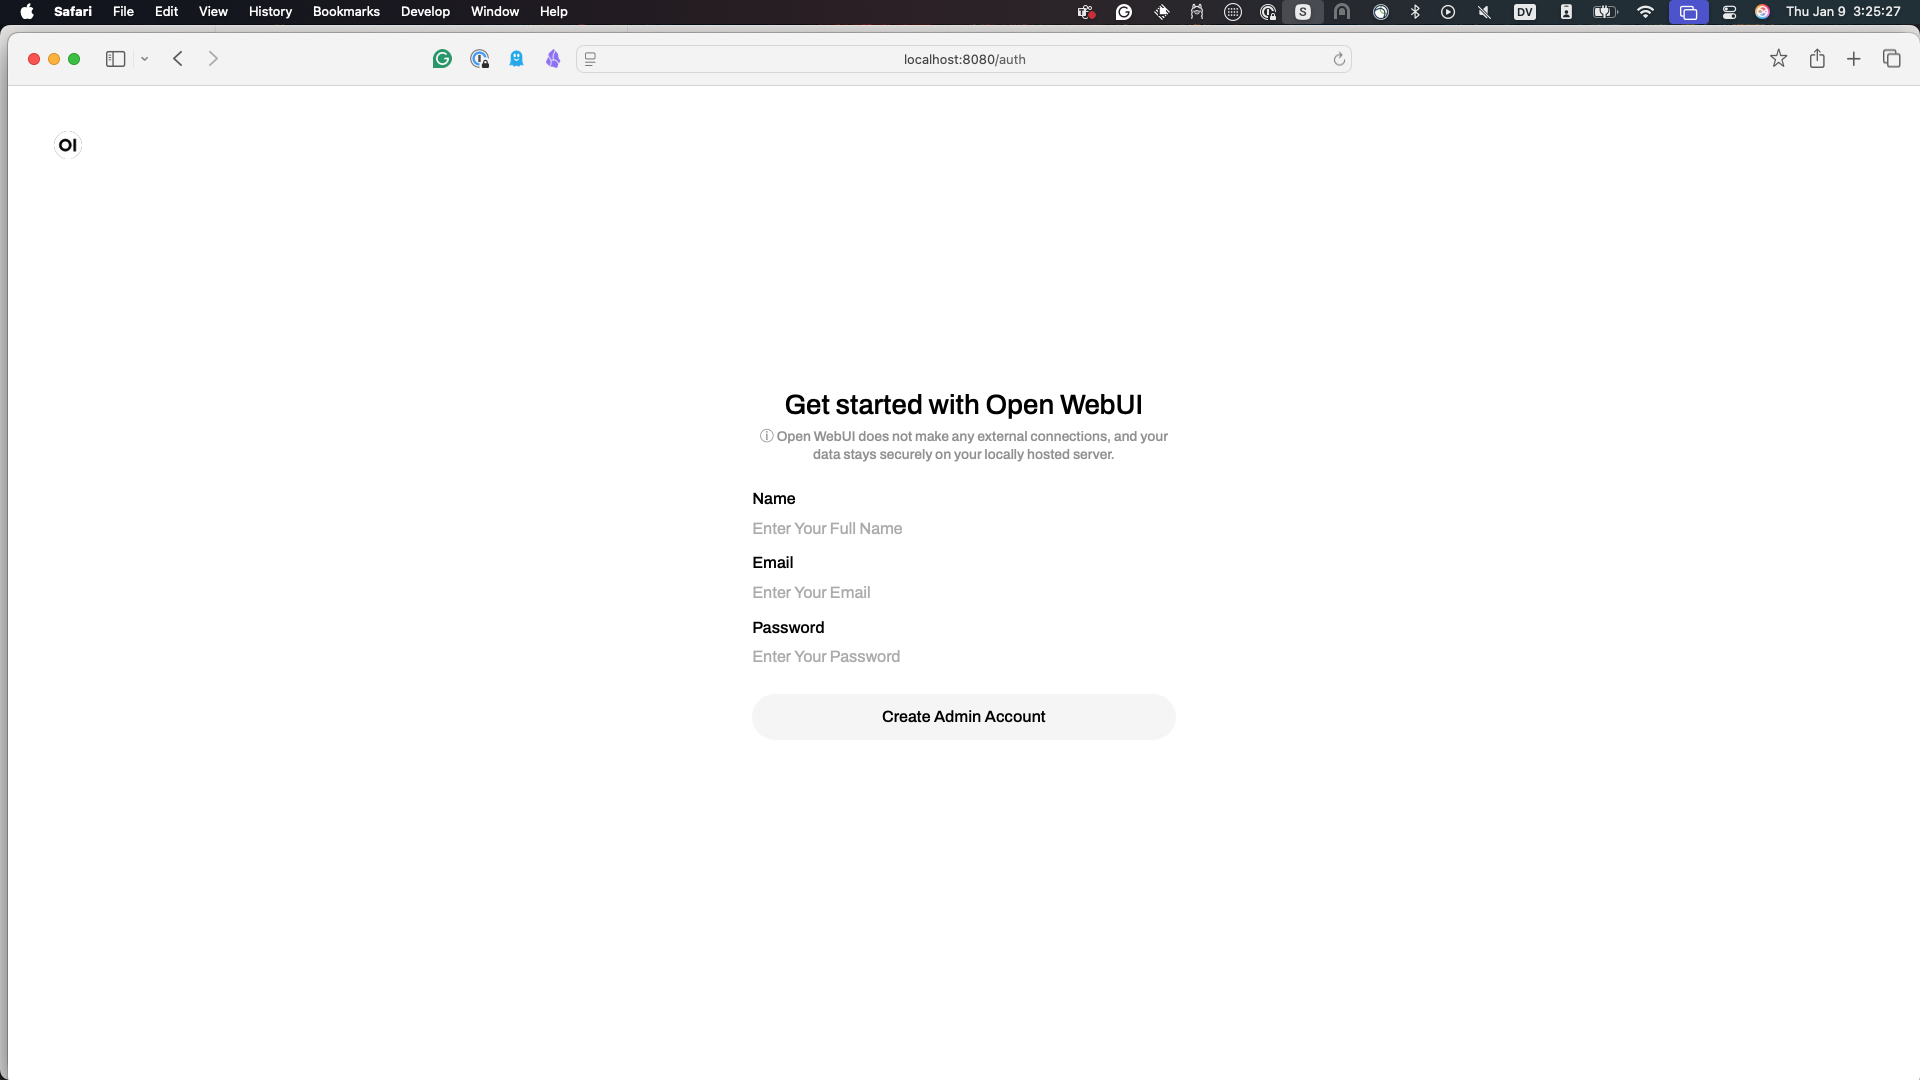 Safari File Edit View History Bookmarks Develop Window Help S DV Thu Jan 9 3:25:27
localhost:8080/auth
OI
Get started with Open WebUI
ⓘ Open WebUI does not make any external connections, and your
data stays securely on your locally hosted server.
Name
Enter Your Full Name
Email
Enter Your Email
Password
Enter Your Password
Create Admin Account